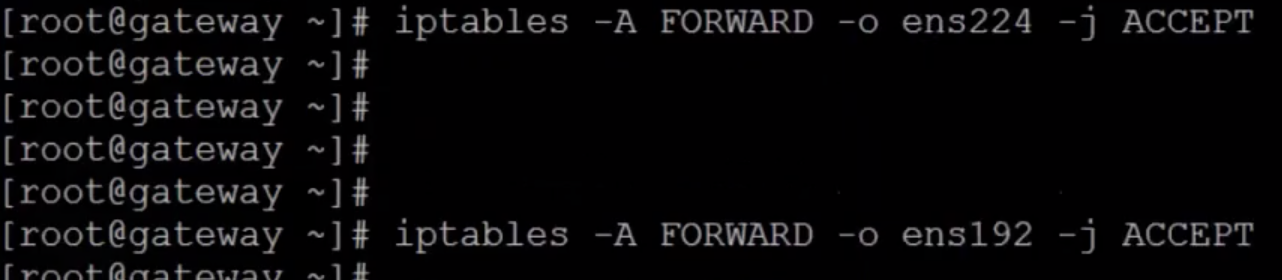 [root@gateway ~]# iptables -A FORWARD -o ens224 -j ACCEPT
[root@gateway ~]#
[root@gateway ~]#
[root@gateway ~]#
[root@gateway ~]#
[root@gateway ~]# iptables -A FORWARD -o ens192 -j ACCEPT
[root@gateway ~]#